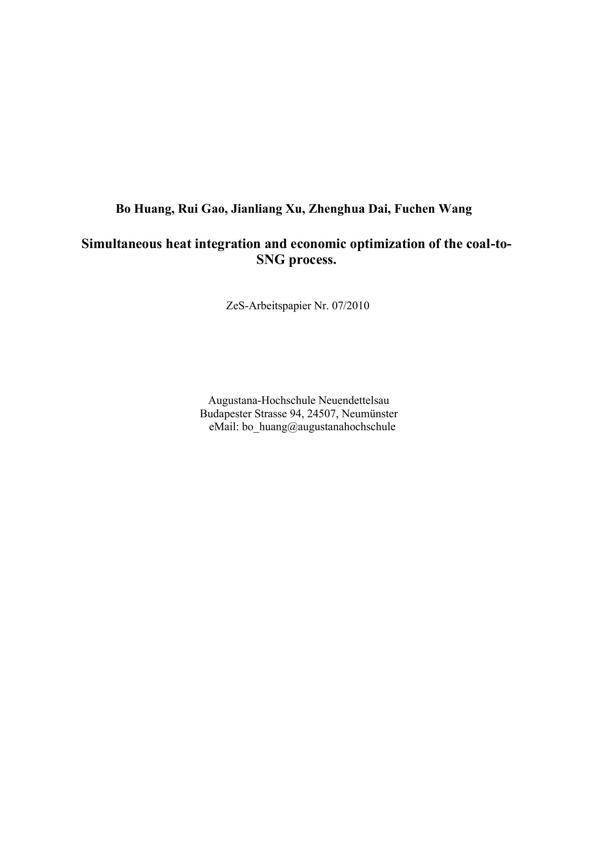 Bo Huang, Rui Gao, Jianliang Xu, Zhenghua Dai, Fuchen Wang
Simultaneous heat integration and economic optimization of the coal-to-
SNG process.
ZeS-Arbeitspapier Nr. 07/2010
Augustana-Hochschule Neuendettelsau
Budapester Strasse 94, 24507, Neumünster
eMail: bo_huang@augustanahochschule